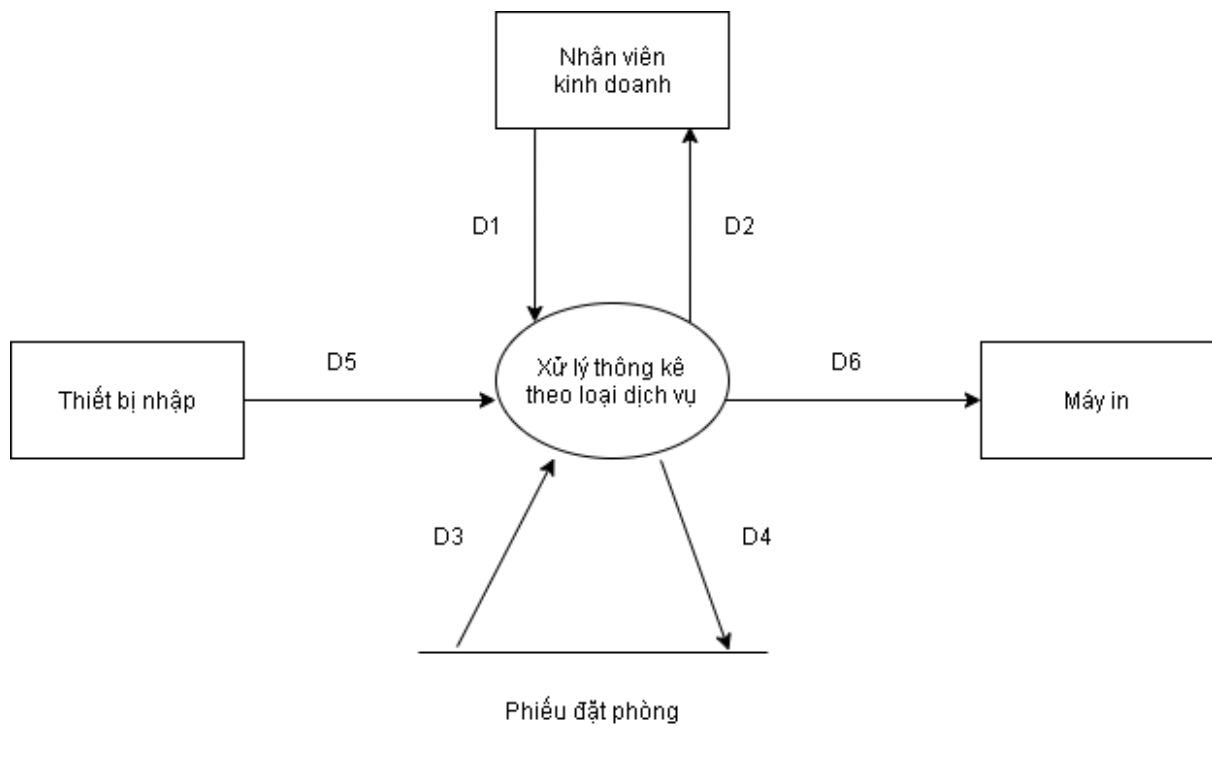 Nhân viên
kinh doanh
D1
D2
D5
Xử lý thông kê
theo loại dịch vụ
D6
Thiết bị nhập
Máy in
D3
D4
Phiếu đặt phòng